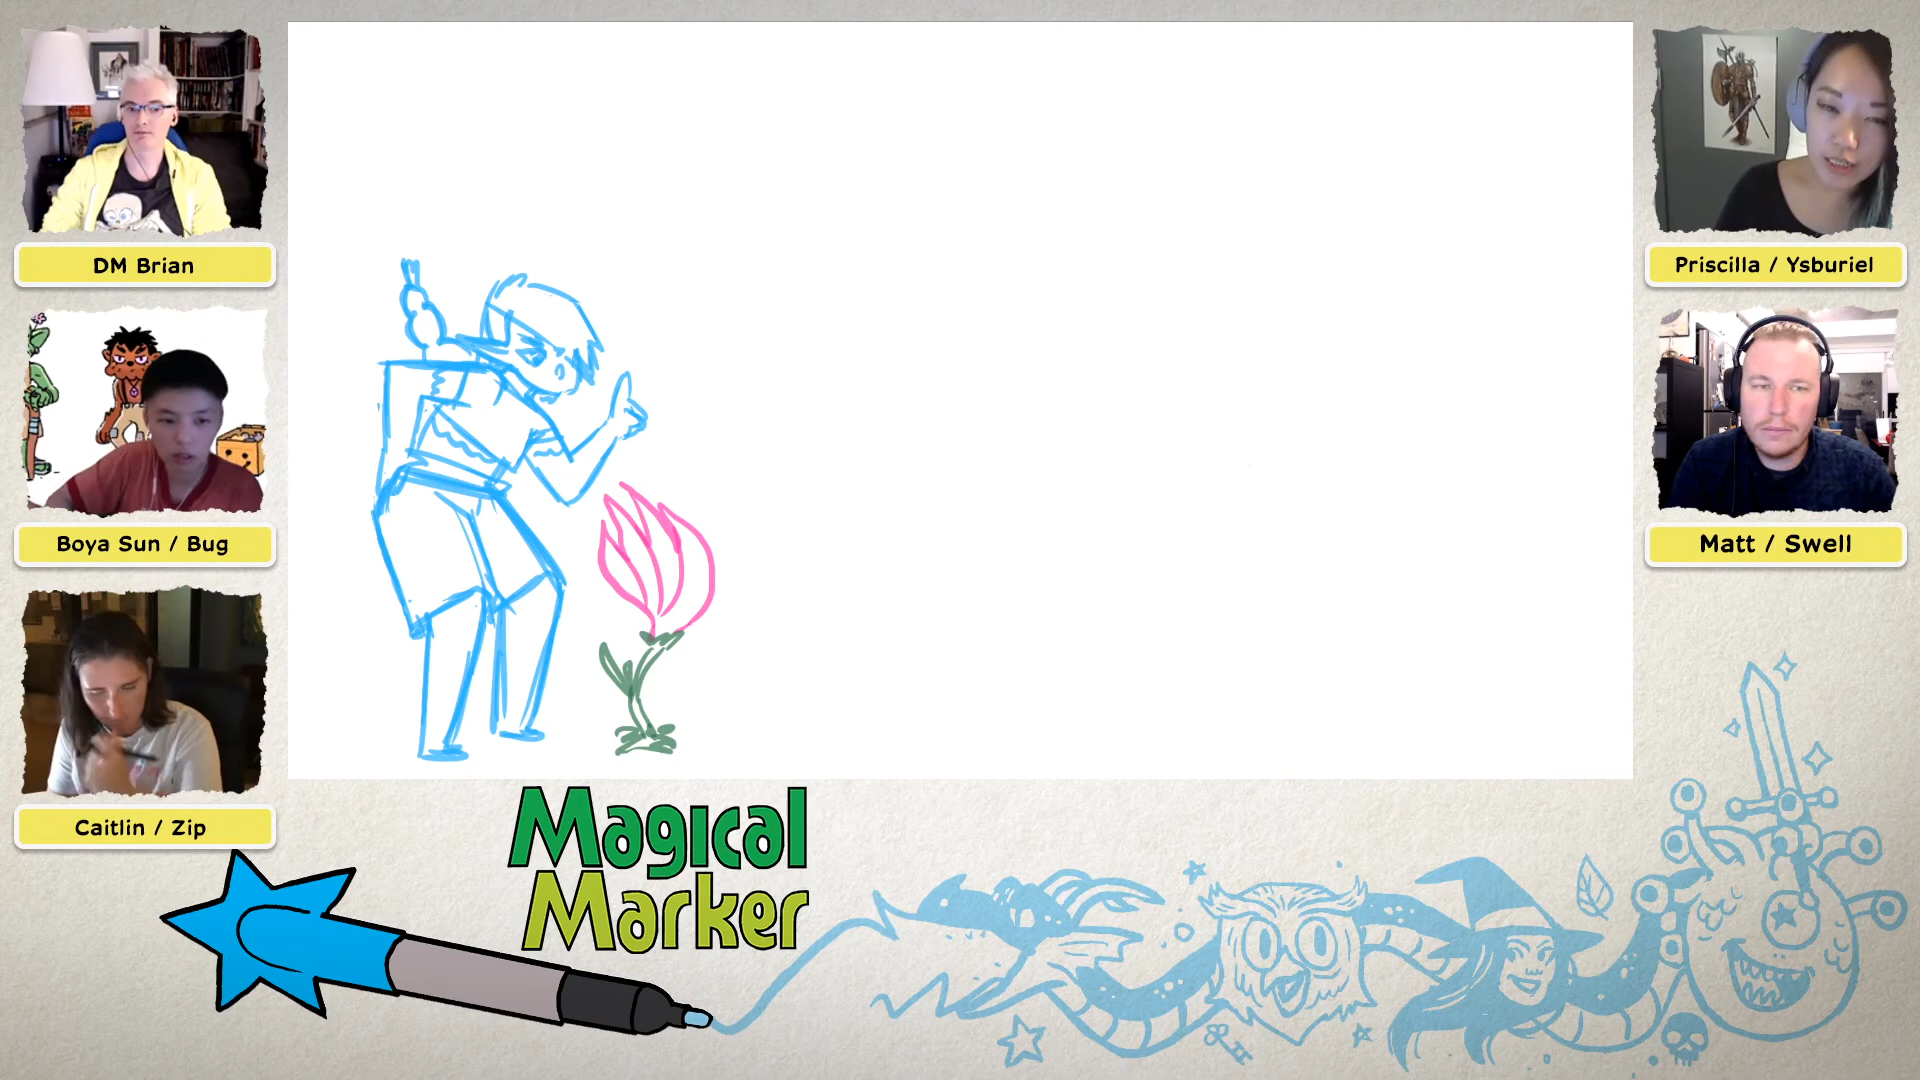 DM Brian
Boya Sun / Bug
Caitlin / Zip
Priscilla / Ysburiel
Matt / Swell
Magical
Marker